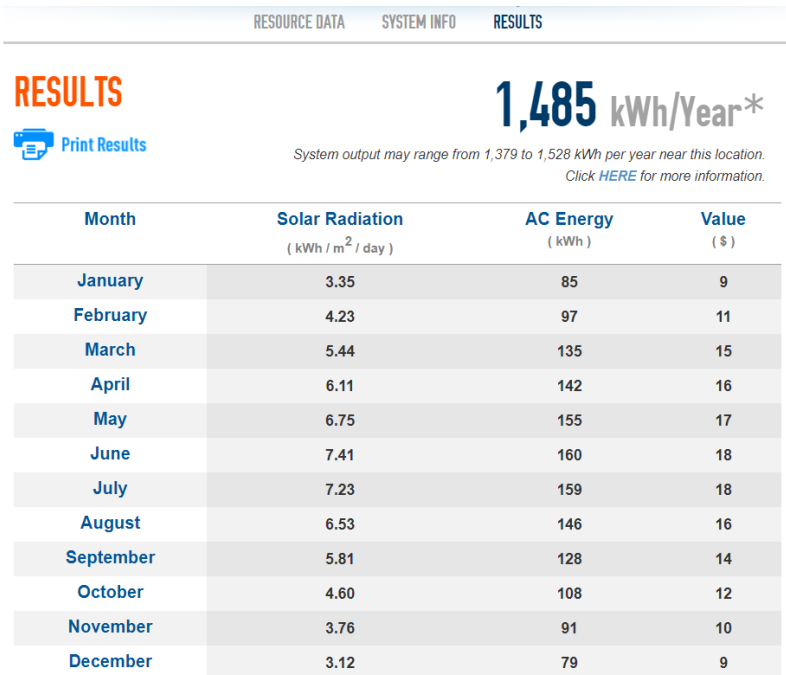 RESOURCE DATA SYSTEM INFO RESULTS
RESULTS
1,485 kWh/Year*
Print Results
System output may range from 1,379 to 1,528 kWh per year near this location.
Click HERE for more information.
Month Solar Radiation AC Energy Value
( kWh / m2 / day ) ( kWh ) ( $ )
January 3.35 85 9
February 4.23 97 11
March 5.44 135 15
April 6.11 142 16
May 6.75 155 17
June 7.41 160 18
July 7.23 159 18
August 6.53 146 16
September 5.81 128 14
October 4.60 108 12
November 3.76 91 10
December 3.12 79 9